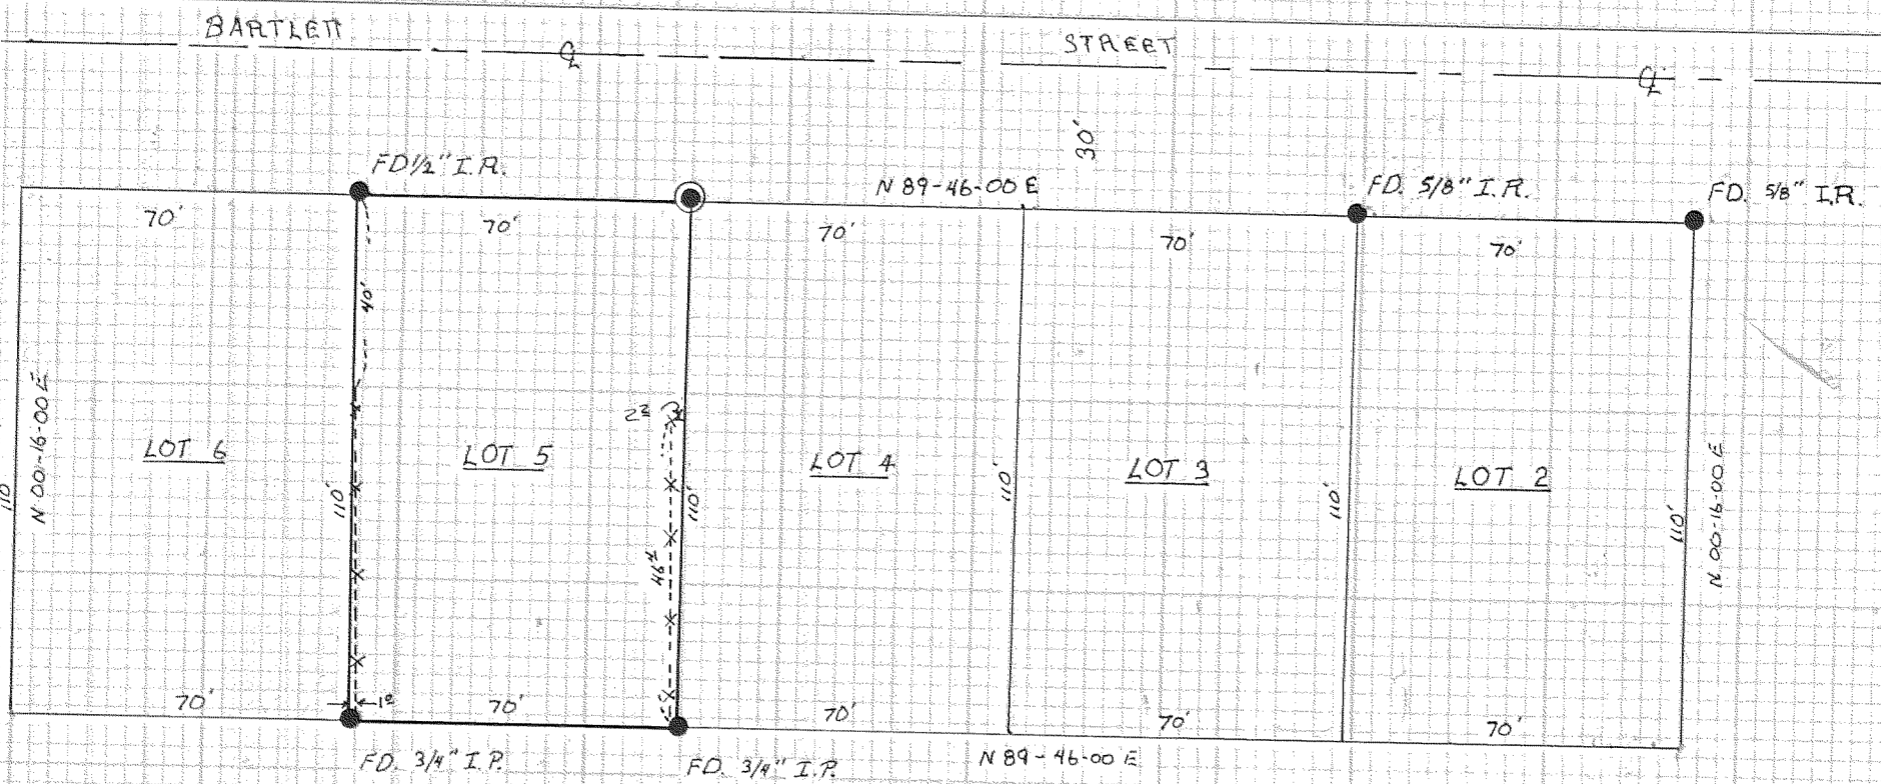 BARTLETT STREET
℄ ℄
30'
FD 1/2" I.R.
N 89-46-00 E
FD. 5/8" I.R.
FD. 5/8" I.R.
70' 70' 70' 70' 70'
40'
2²
N 00-16-00 E
110'
LOT 6
LOT 5
LOT 4
LOT 3
LOT 2
110' 110' 110' 110' 110'
N 00-16-00 E
46⁴
1⁰
70' 70' 70' 70' 70'
FD. 3/4" I.P.
FD. 3/4" I.P.
N 89-46-00 E